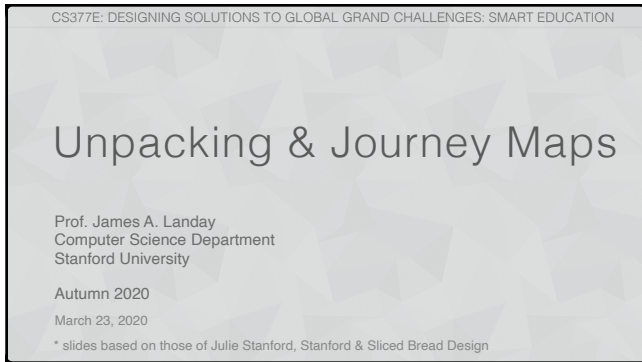 CS377E: DESIGNING SOLUTIONS TO GLOBAL GRAND CHALLENGES: SMART EDUCATION
Unpacking & Journey Maps
Prof. James A. Landay
Computer Science Department
Stanford University
Autumn 2020
March 23, 2020
* slides based on those of Julie Stanford, Stanford & Sliced Bread Design